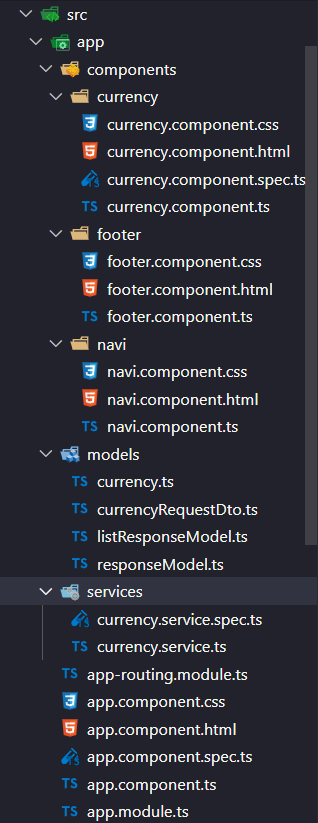 src
app
components
currency
currency.component.css
currency.component.html
currency.component.spec.ts
TS currency.component.ts
footer
footer.component.css
footer.component.html
TS footer.component.ts
navi
navi.component.css
navi.component.html
TS navi.component.ts
models
TS currency.ts
TS currencyRequestDto.ts
TS listResponseModel.ts
TS responseModel.ts
services
currency.service.spec.ts
TS currency.service.ts
TS app-routing.module.ts
app.component.css
app.component.html
app.component.spec.ts
TS app.component.ts
TS app.module.ts